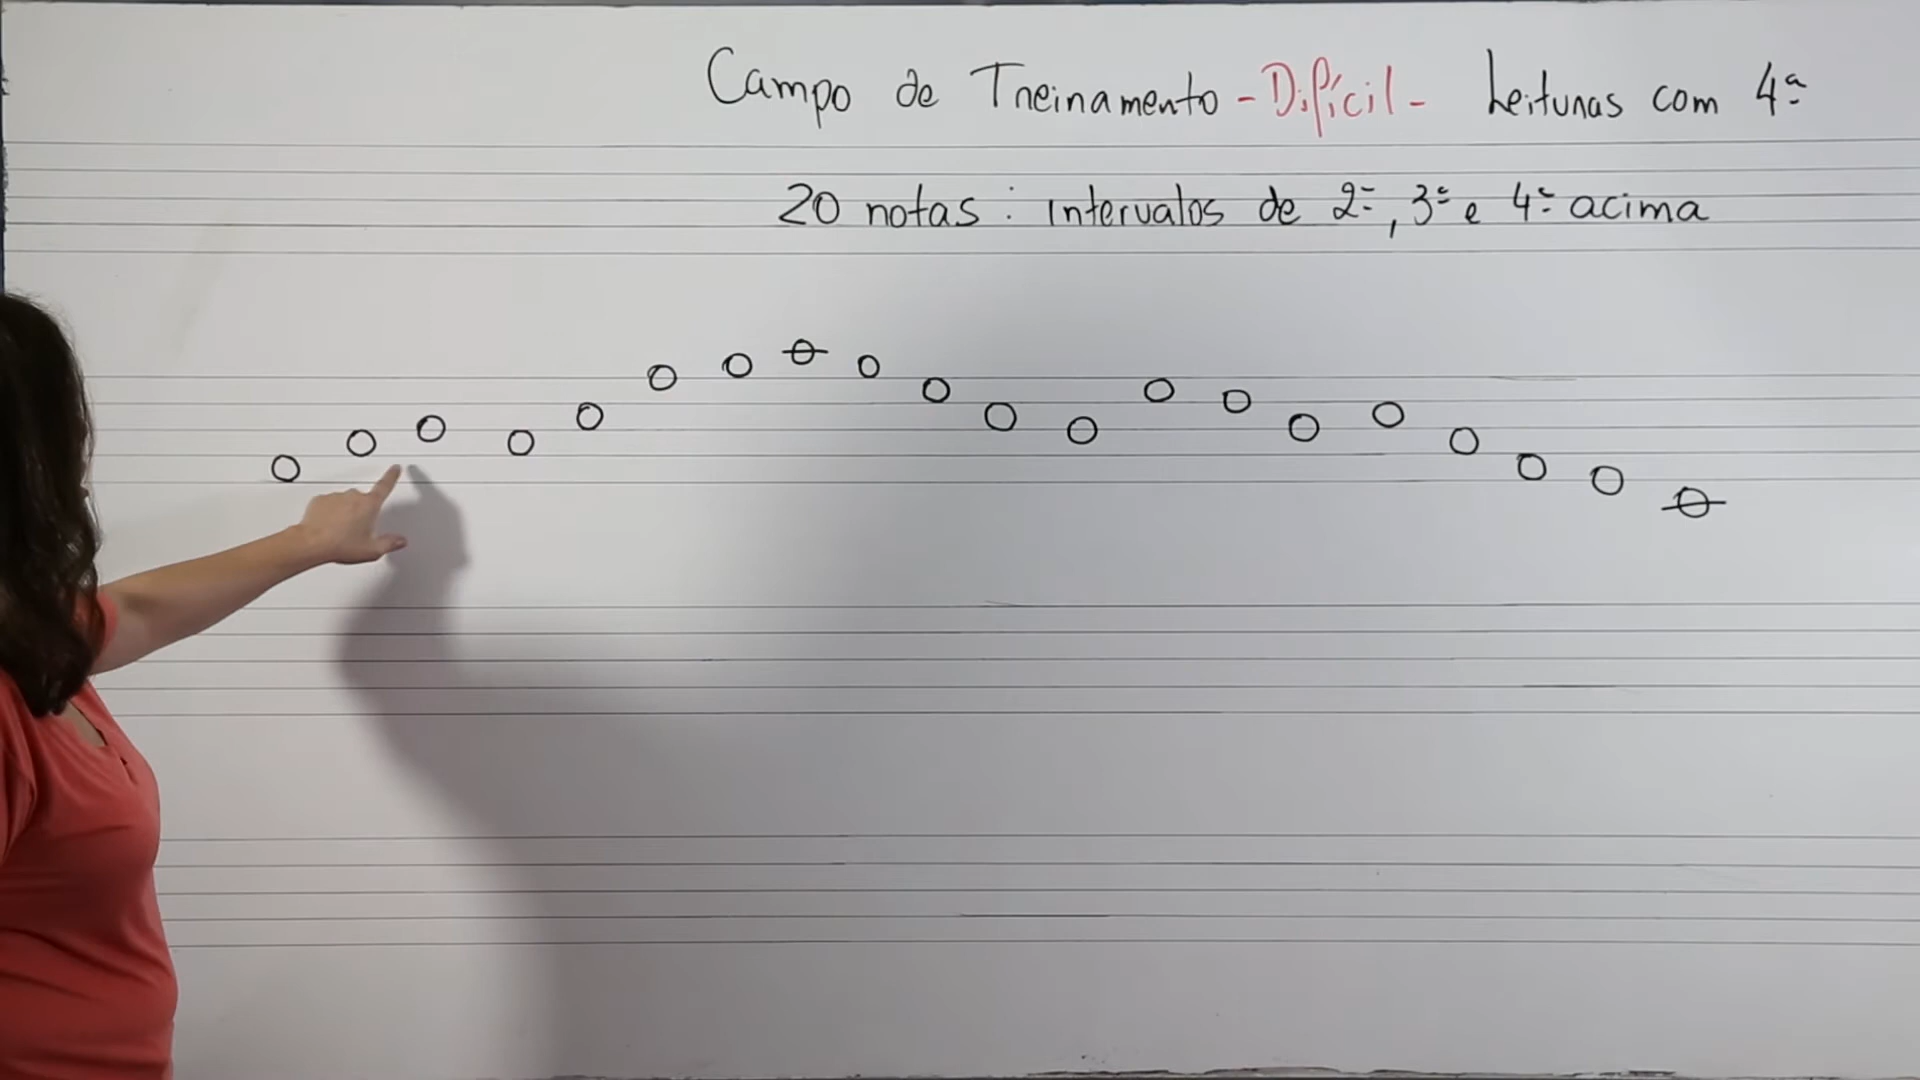 Campo de Treinamento - Difícil - Leituras com 4ª
20 notas : intervalos de 2ª, 3ª e 4ª acima